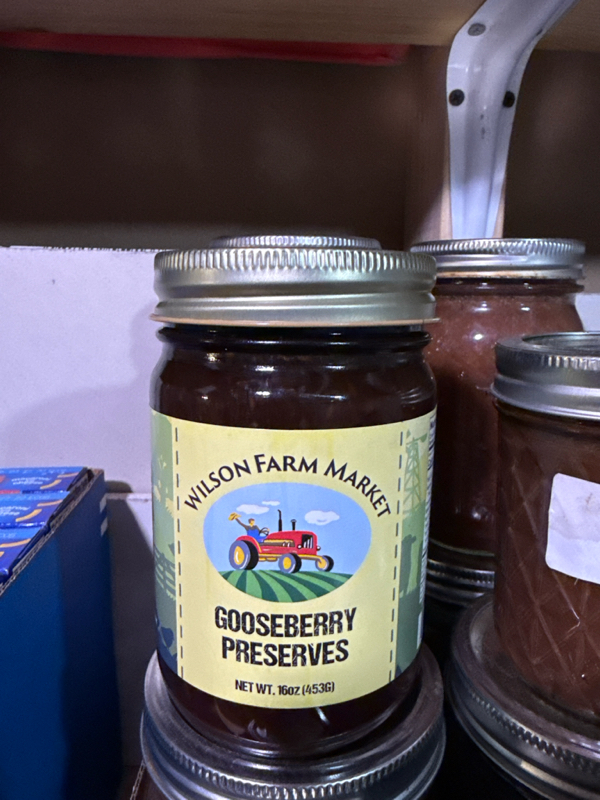 WILSON FARM MARKET
GOOSEBERRY
PRESERVES
NET WT. 16oz (453G)